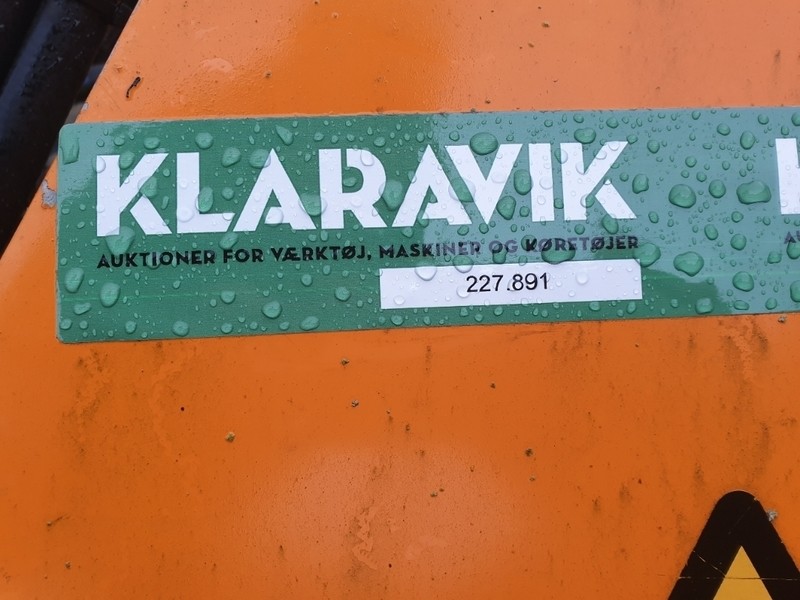 KLARAVIK
AUKTIONER FOR VÆRKTØJ, MASKINER OG KØRETØJER
227.891